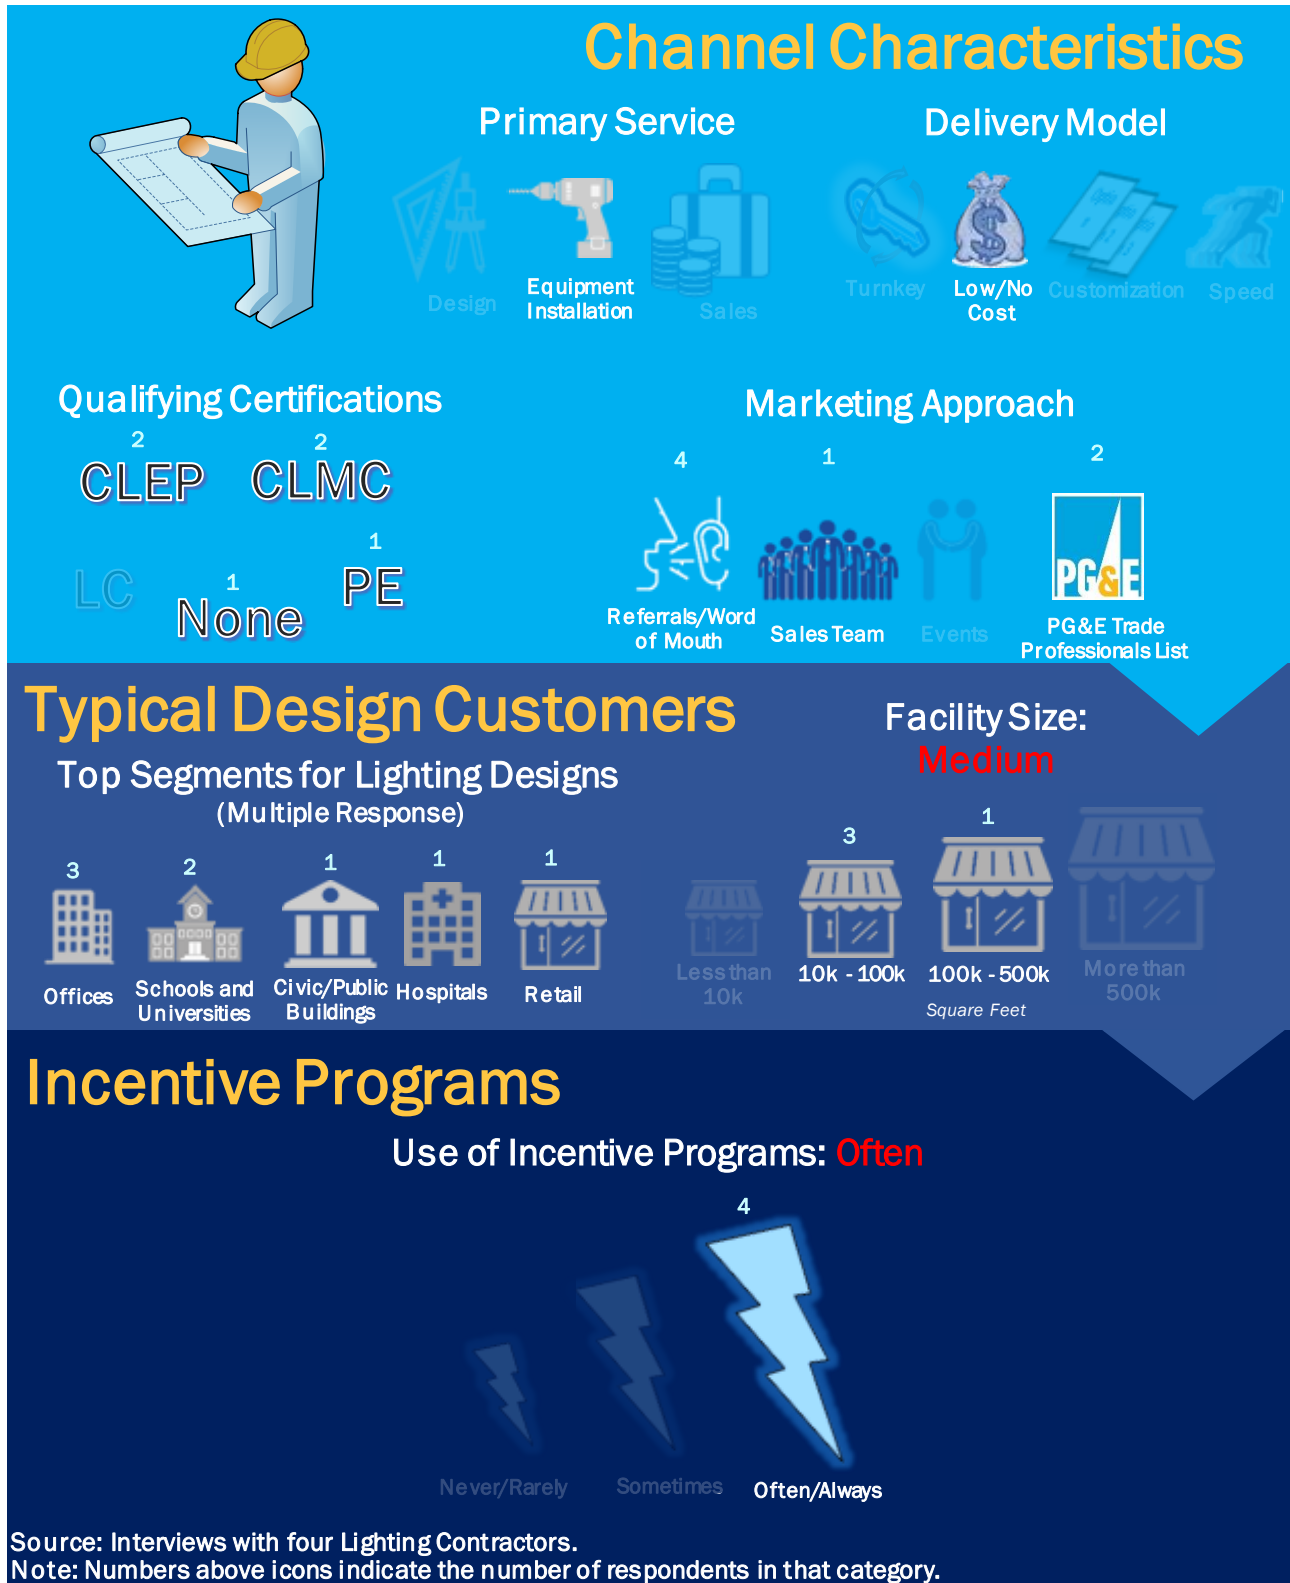 Channel Characteristics
Primary Service
Delivery Model
Design
Equipment
Installation
Sales
Turnkey
Low/No
Cost
Customization
Speed
Qualifying Certifications
2
CLEP
2
CLMC
LC
1
None
1
PE
Marketing Approach
4
Referrals/Word
of Mouth
1
Sales Team
Events
2
PG&E
PG&E Trade
Professionals List
Typical Design Customers
Top Segments for Lighting Designs
(Multiple Response)
3
Offices
2
Schools and
Universities
1
Civic/Public
Buildings
1
Hospitals
1
Retail
Facility Size:
Medium
Less than
10k
3
10k - 100k
1
100k - 500k
More than
500k
Square Feet
Incentive Programs
Use of Incentive Programs: Often
4
Never/Rarely
Sometimes
Often/Always
Source: Interviews with four Lighting Contractors.
Note: Numbers above icons indicate the number of respondents in that category.